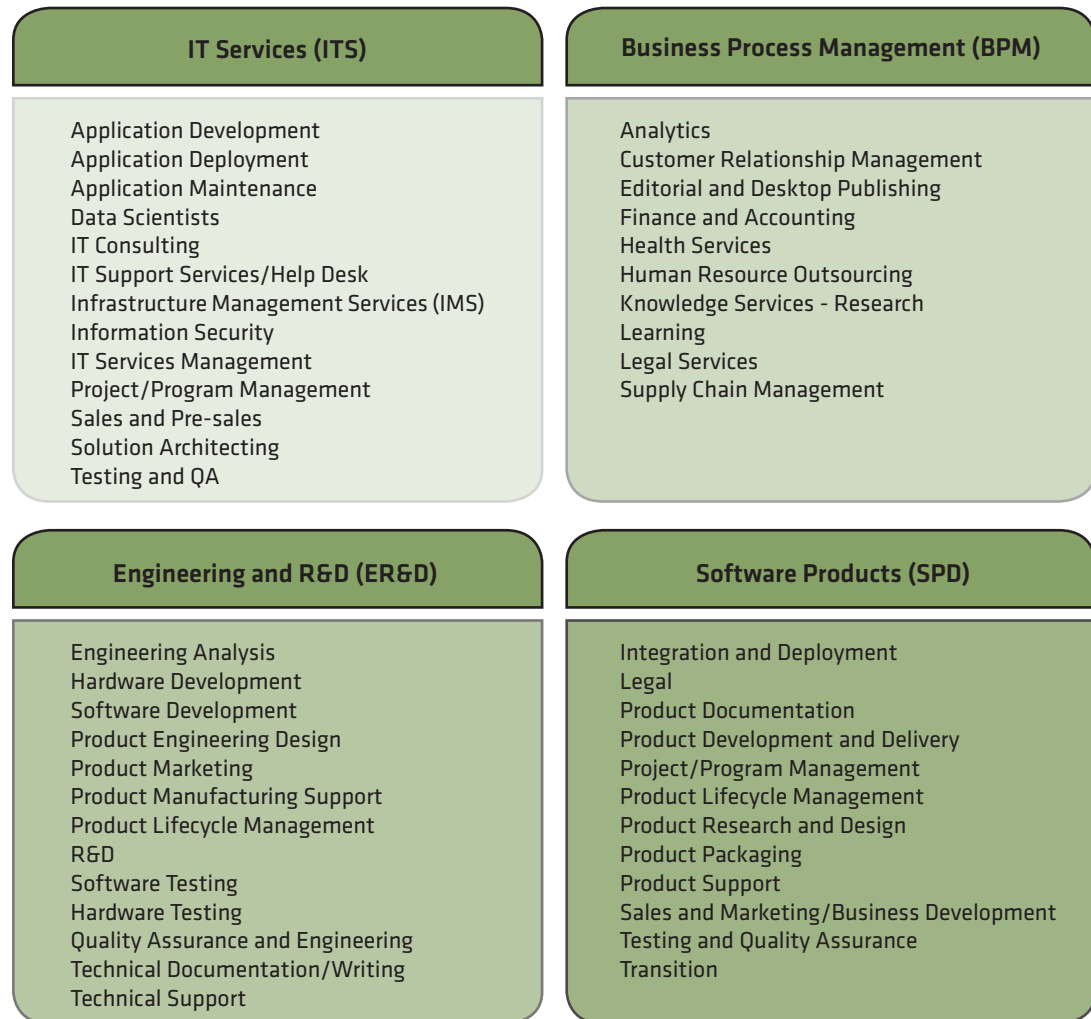 IT Services (ITS)
Application Development
Application Deployment
Application Maintenance
Data Scientists
IT Consulting
IT Support Services/Help Desk
Infrastructure Management Services (IMS)
Information Security
IT Services Management
Project/Program Management
Sales and Pre-sales
Solution Architecting
Testing and QA
Business Process Management (BPM)
Analytics
Customer Relationship Management
Editorial and Desktop Publishing
Finance and Accounting
Health Services
Human Resource Outsourcing
Knowledge Services - Research
Learning
Legal Services
Supply Chain Management
Engineering and R&D (ER&D)
Engineering Analysis
Hardware Development
Software Development
Product Engineering Design
Product Marketing
Product Manufacturing Support
Product Lifecycle Management
R&D
Software Testing
Hardware Testing
Quality Assurance and Engineering
Technical Documentation/Writing
Technical Support
Software Products (SPD)
Integration and Deployment
Legal
Product Documentation
Product Development and Delivery
Project/Program Management
Product Lifecycle Management
Product Research and Design
Product Packaging
Product Support
Sales and Marketing/Business Development
Testing and Quality Assurance
Transition